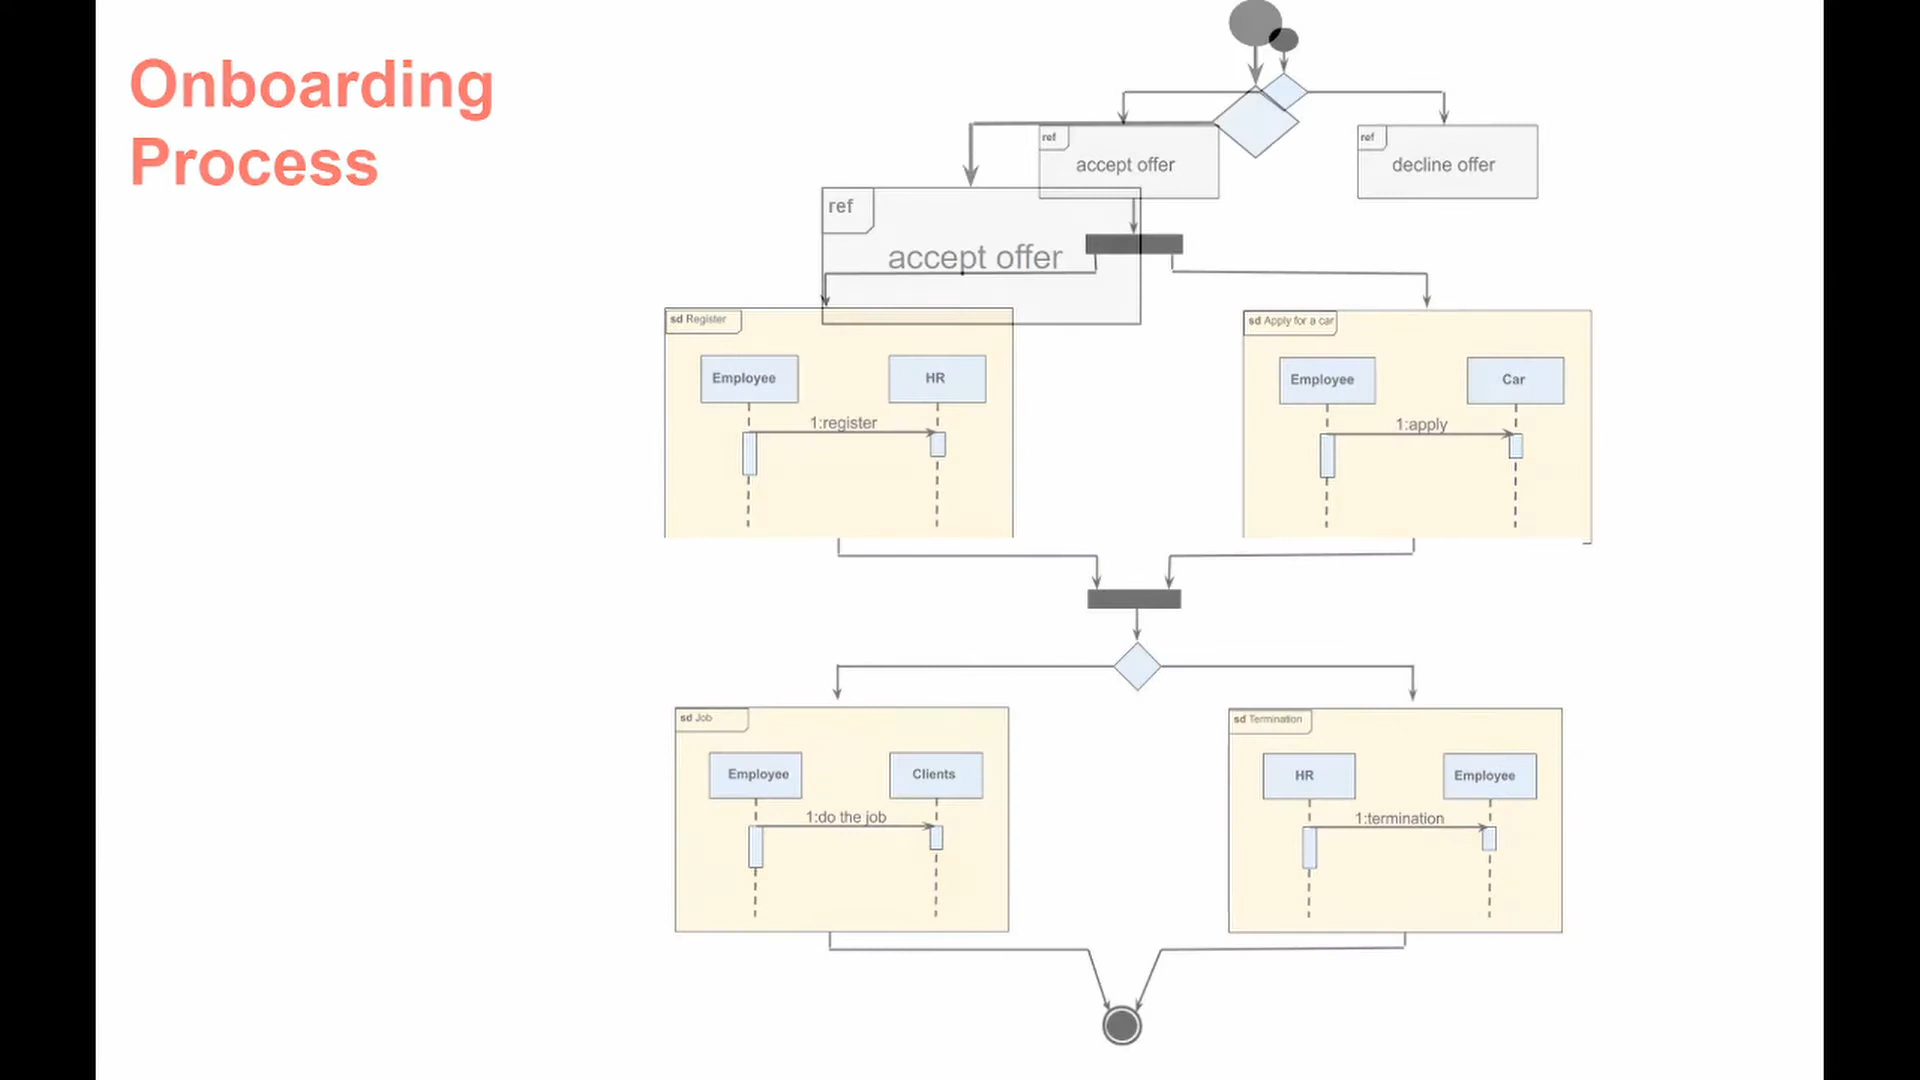 Onboarding
Process
ref
accept offer
ref
decline offer
ref
accept offer
sd Register
Employee
HR
1:register
sd Apply for a car
Employee
Car
1:apply
sd Job
Employee
Clients
1:do the job
sd Termination
HR
Employee
1:termination